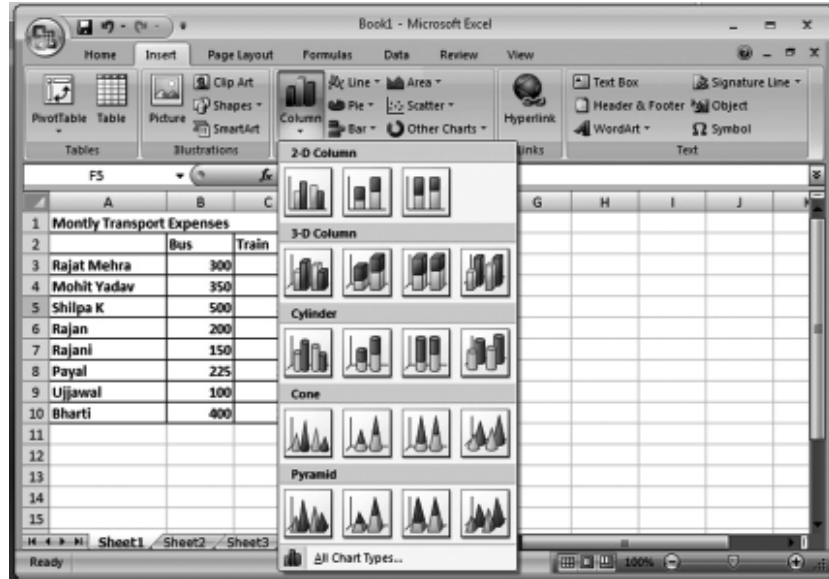 Book1 - Microsoft Excel
Home Insert Page Layout Formulas Data Review View
PivotTable Table Picture Clip Art Shapes SmartArt Column Line Pie Bar Area Scatter Other Charts Hyperlink Text Box Header & Footer WordArt Signature Line Object Symbol
Tables Illustrations Links Text
F5 fx
A B C G H I J
1 Montly Transport Expenses
2 Bus Train
3 Rajat Mehra 300
4 Mohit Yadav 350
5 Shilpa K 500
6 Rajan 200
7 Rajani 150
8 Payal 225
9 Ujjawal 100
10 Bharti 400
11
12
13
14
15
2-D Column
3-D Column
Cylinder
Cone
Pyramid
All Chart Types...
Sheet1 Sheet2 Sheet3
Ready 100%